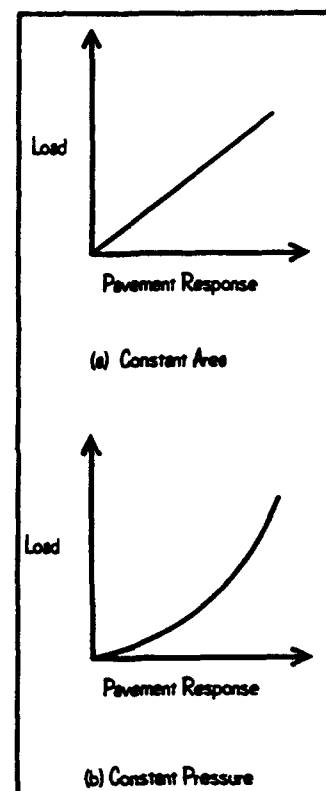 Load
Pavement Response
(a) Constant Area
Load
Pavement Response
(b) Constant Pressure